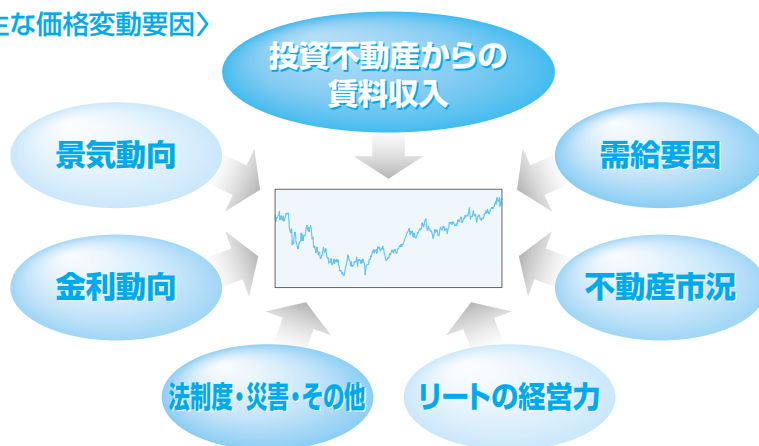 主な価格変動要因〉
投資不動産からの
賃料収入
景気動向
需給要因
金利動向
不動産市況
法制度・災害・その他
リートの経営力